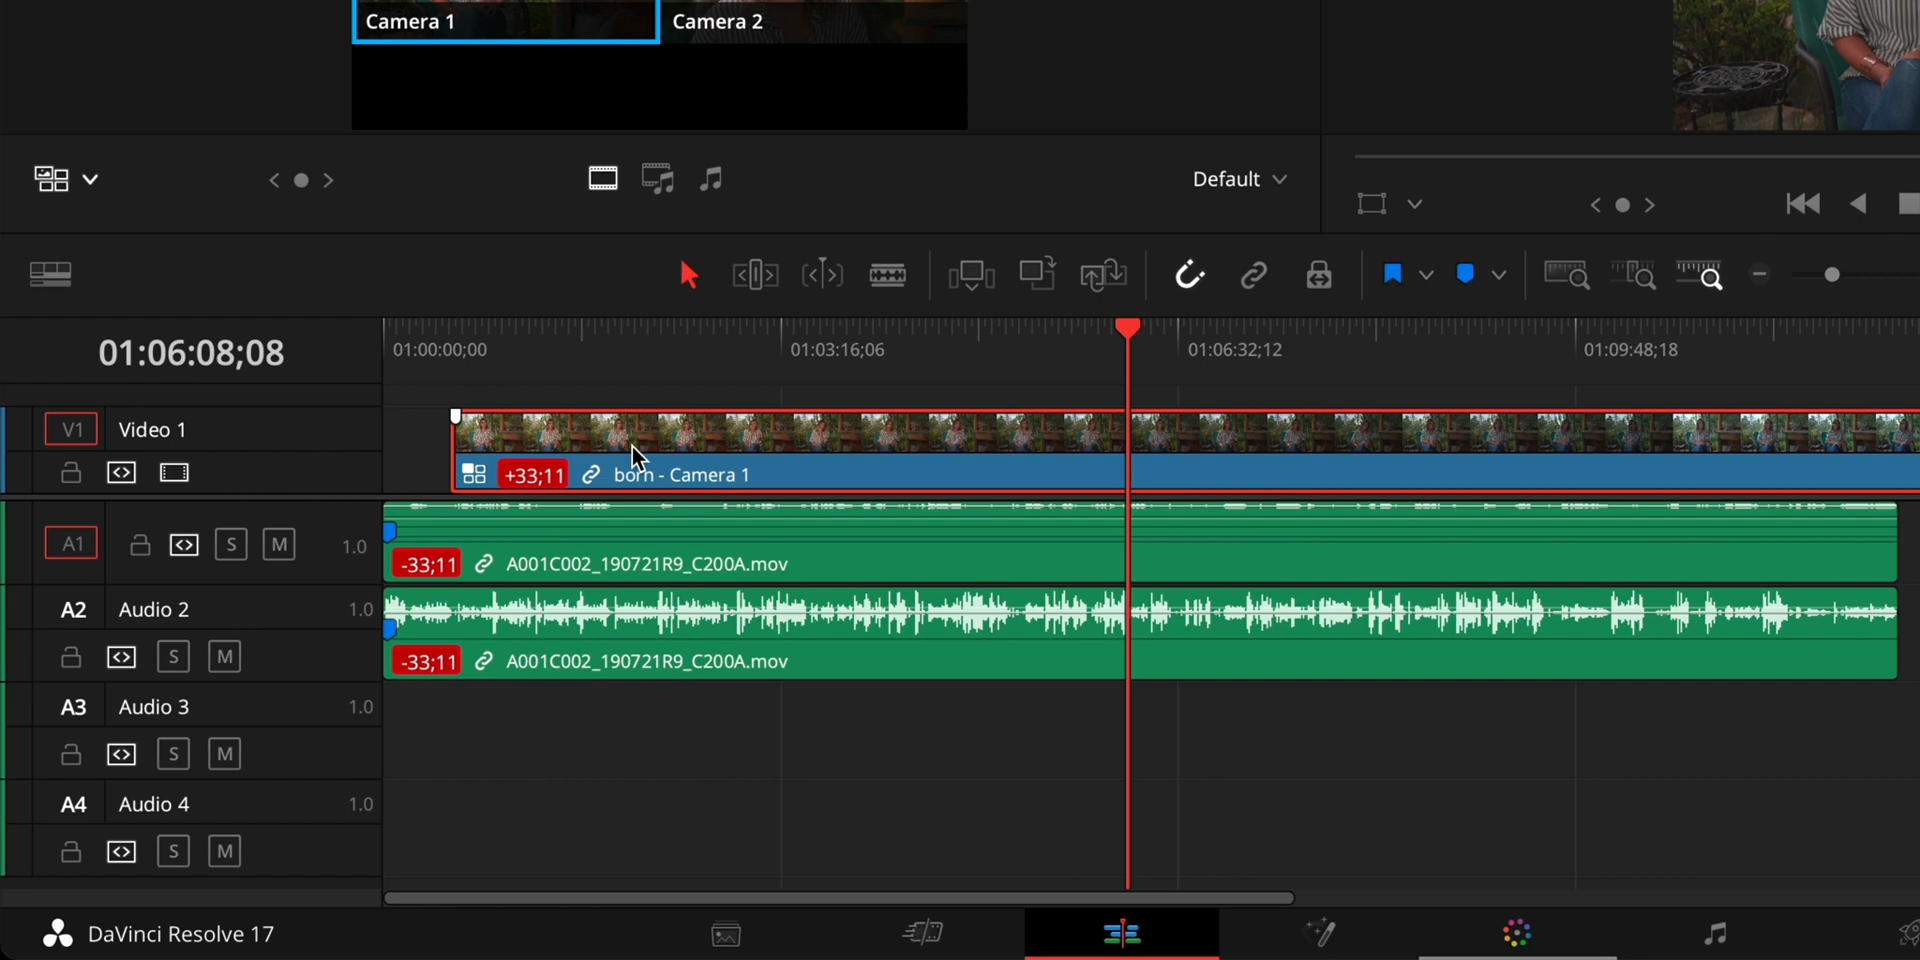 Camera 1
Camera 2
Default
01:06:08;08
01:00:00;00
01:03:16;06
01:06:32;12
01:09:48;18
V1 Video 1
+33;11 born - Camera 1
A1 S M 1.0
-33;11 A001C002_190721R9_C200A.mov
A2 Audio 2 1.0
S M
-33;11 A001C002_190721R9_C200A.mov
A3 Audio 3 1.0
S M
A4 Audio 4 1.0
S M
DaVinci Resolve 17